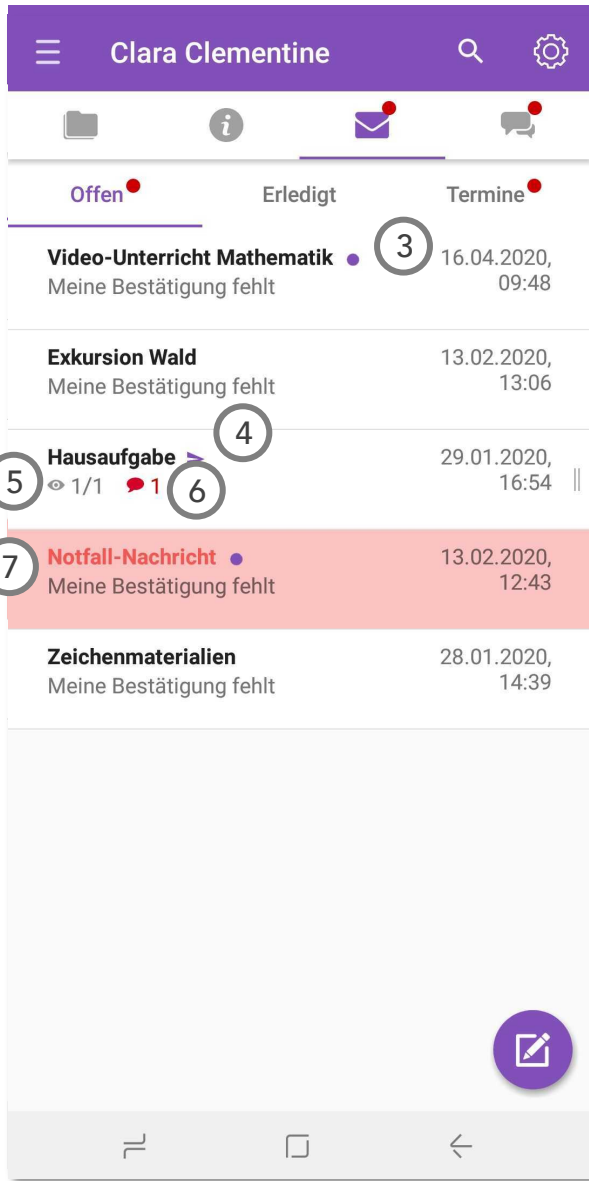 Clara Clementine
Offen Erledigt Termine
Video-Unterricht Mathematik 3 16.04.2020,
Meine Bestätigung fehlt 09:48
Exkursion Wald 13.02.2020,
Meine Bestätigung fehlt 13:06
4
Hausaufgabe 29.01.2020,
5 1/1 1 6 16:54
7 Notfall-Nachricht 13.02.2020,
Meine Bestätigung fehlt 12:43
Zeichenmaterialien 28.01.2020,
Meine Bestätigung fehlt 14:39